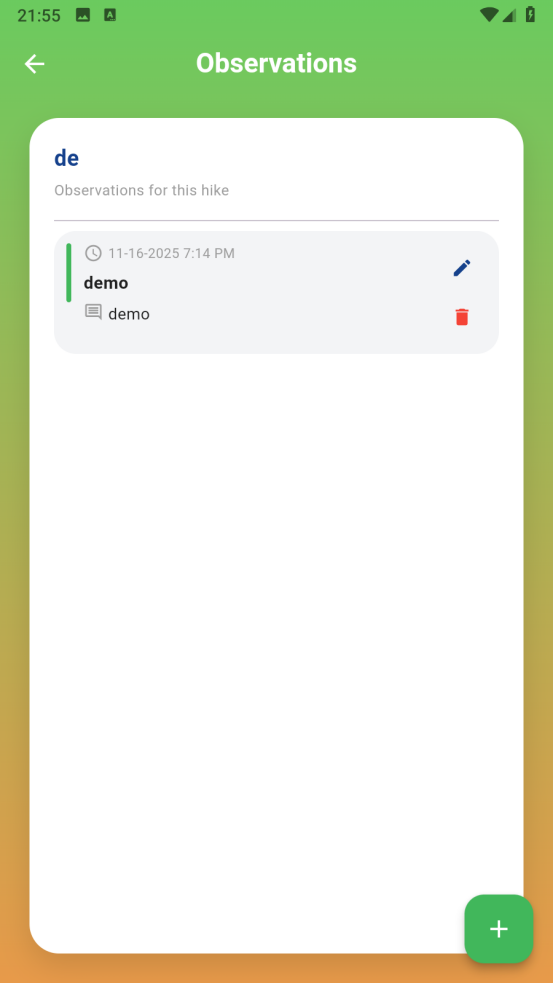 21:55
Observations
de
Observations for this hike
11-16-2025 7:14 PM
demo
demo